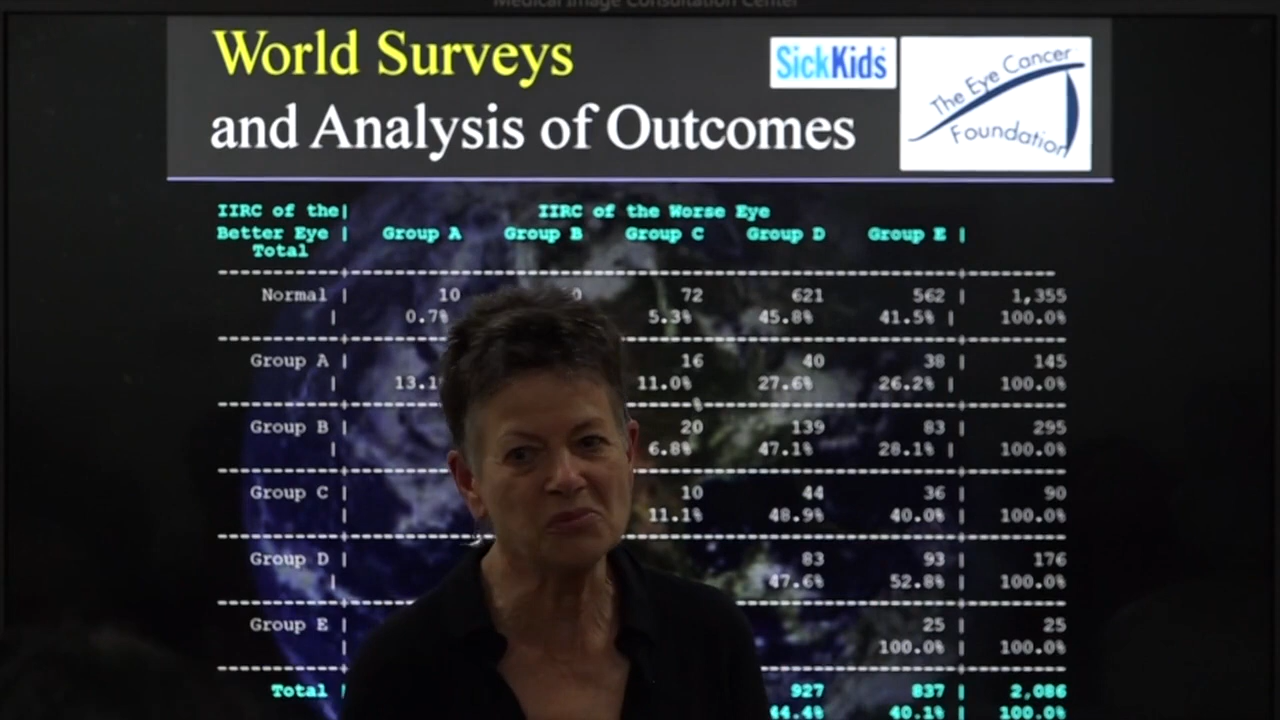 Medical Image Consultation Center
World Surveys
and Analysis of Outcomes
SickKids
The Eye Cancer
Foundation
IIRC of the| IIRC of the Worse Eye
Better Eye | Group A Group B Group C Group D Group E |
Total
Normal | 10 72 621 562 | 1,355
| 0.7% 5.3% 45.8% 41.5% | 100.0%
Group A | 16 40 38 | 145
| 11.0% 27.6% 26.2% | 100.0%
Group B | 20 139 83 | 295
| 6.8% 47.1% 28.1% | 100.0%
Group C | 10 44 36 | 90
| 11.1% 48.9% 40.0% | 100.0%
Group D | 83 93 | 176
| 47.6% 52.8% | 100.0%
Group E | 25 | 25
| 100.0% | 100.0%
Total | 927 837 | 2,086
44.4% 40.1% | 100.0%